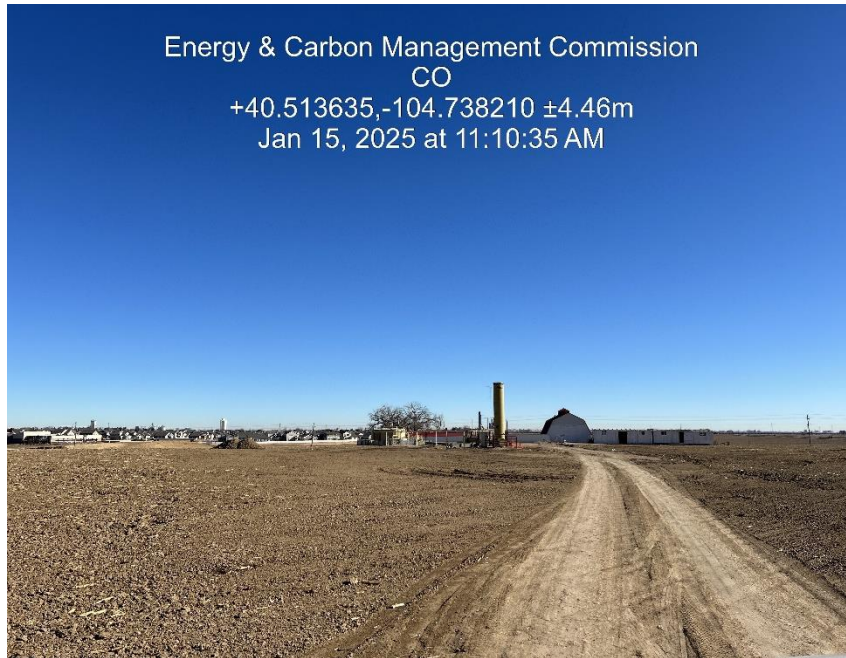 Energy & Carbon Management Commission
CO
+40.513635,-104.738210 ±4.46m
Jan 15, 2025 at 11:10:35 AM